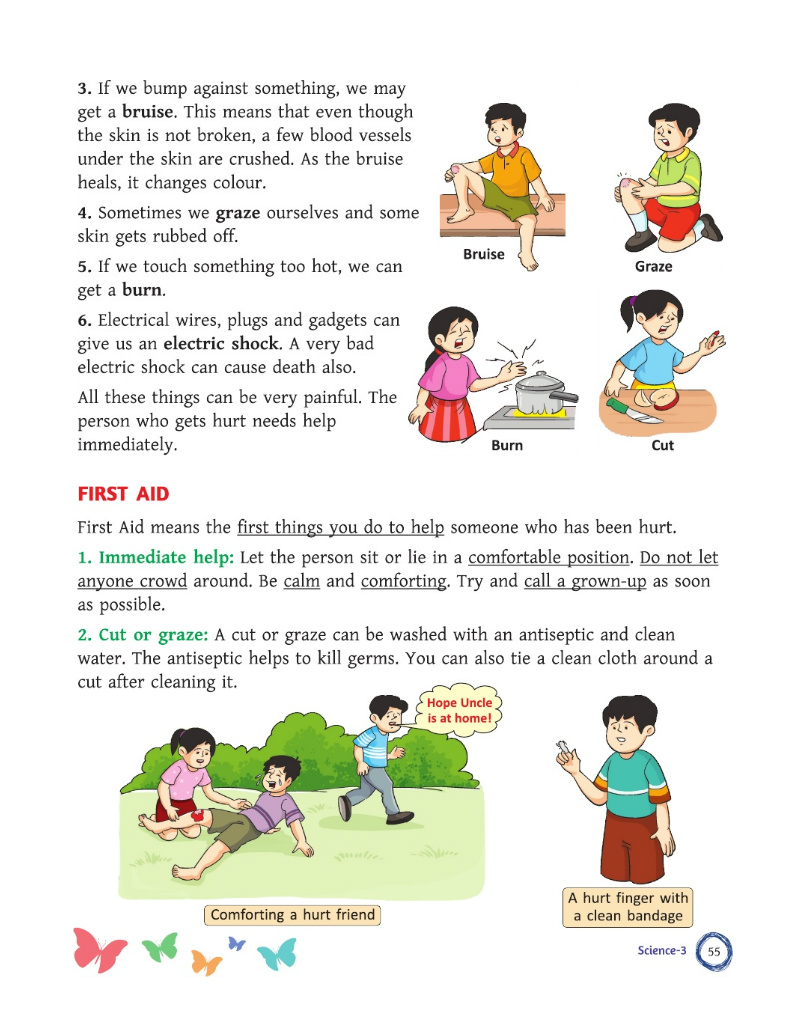 3. If we bump against something, we may
get a bruise. This means that even though
the skin is not broken, a few blood vessels
under the skin are crushed. As the bruise
heals, it changes colour.
4. Sometimes we graze ourselves and some
skin gets rubbed off.
5. If we touch something too hot, we can
get a burn.
6. Electrical wires, plugs and gadgets can
give us an electric shock. A very bad
electric shock can cause death also.
All these things can be very painful. The
person who gets hurt needs help
immediately.
Bruise
Graze
Burn
Cut
FIRST AID
First Aid means the first things you do to help someone who has been hurt.
1. Immediate help: Let the person sit or lie in a comfortable position. Do not let
anyone crowd around. Be calm and comforting. Try and call a grown-up as soon
as possible.
2. Cut or graze: A cut or graze can be washed with an antiseptic and clean
water. The antiseptic helps to kill germs. You can also tie a clean cloth around a
cut after cleaning it.
Hope Uncle
is at home!
Comforting a hurt friend
A hurt finger with
a clean bandage
Science-3
55